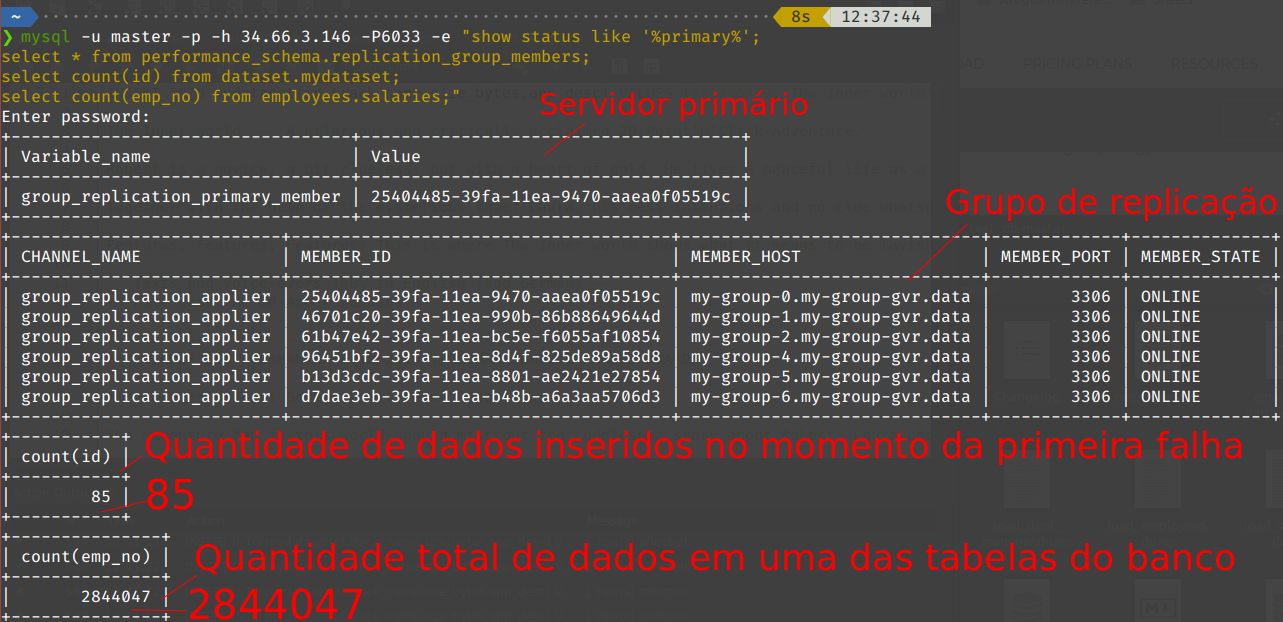 ~ 8s 12:37:44
❯ mysql -u master -p -h 34.66.3.146 -P6033 -e "show status like '%primary%';
select * from performance_schema.replication_group_members;
select count(id) from dataset.mydataset;
select count(emp_no) from employees.salaries;"
Servidor primário
Enter password:
| Variable_name | Value |
| group_replication_primary_member | 25404485-39fa-11ea-9470-aaea0f05519c |
Grupo de replicação
| CHANNEL_NAME | MEMBER_ID | MEMBER_HOST | MEMBER_PORT | MEMBER_STATE |
| group_replication_applier | 25404485-39fa-11ea-9470-aaea0f05519c | my-group-0.my-group-gvr.data | 3306 | ONLINE |
| group_replication_applier | 46701c20-39fa-11ea-990b-86b88649644d | my-group-1.my-group-gvr.data | 3306 | ONLINE |
| group_replication_applier | 61b47e42-39fa-11ea-bc5e-f6055af10854 | my-group-2.my-group-gvr.data | 3306 | ONLINE |
| group_replication_applier | 96451bf2-39fa-11ea-8d4f-825de89a58d8 | my-group-4.my-group-gvr.data | 3306 | ONLINE |
| group_replication_applier | b13d3cdc-39fa-11ea-8801-ae2421e27854 | my-group-5.my-group-gvr.data | 3306 | ONLINE |
| group_replication_applier | d7dae3eb-39fa-11ea-b48b-a6a3aa5706d3 | my-group-6.my-group-gvr.data | 3306 | ONLINE |
Quantidade de dados inseridos no momento da primeira falha
| count(id) |
| 85 | 85
| count(emp_no) | Quantidade total de dados em uma das tabelas do banco
| 2844047 | 2844047
PRICING PLANS
RESOURCES